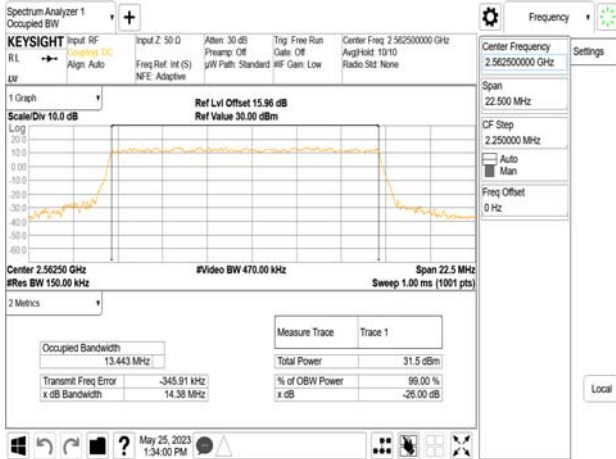 Spectrum Analyzer 1
Occupied BW
+
Frequency
KEYSIGHT
RL
LXI
Input: RF
Coupling: DC
Align: Auto
Input Z: 50 Ω
Freq Ref: Int (S)
NFE: Adaptive
Atten: 30 dB
Preamp: Off
µW Path: Standard
Trig: Free Run
Gate: Off
#IF Gain: Low
Center Freq: 2.562500000 GHz
Avg|Hold: 10/10
Radio Std: None
Center Frequency
2.562500000 GHz
Settings
Span
22.500 MHz
CF Step
2.250000 MHz
Auto
Man
Freq Offset
0 Hz
Local
1 Graph
Scale/Div 10.0 dB
Ref Lvl Offset 15.96 dB
Ref Value 30.00 dBm
Log
20.0
10.0
0.00
-10.0
-20.0
-30.0
-40.0
-50.0
-60.0
Center 2.56250 GHz
#Video BW 470.00 kHz
Span 22.5 MHz
#Res BW 150.00 kHz
Sweep 1.00 ms (1001 pts)
2 Metrics
Measure Trace Trace 1
Occupied Bandwidth
13.443 MHz
Total Power 31.5 dBm
Transmit Freq Error -345.91 kHz
% of OBW Power 99.00 %
x dB Bandwidth 14.38 MHz
x dB -26.00 dB
?
May 25, 2023
1:34:00 PM